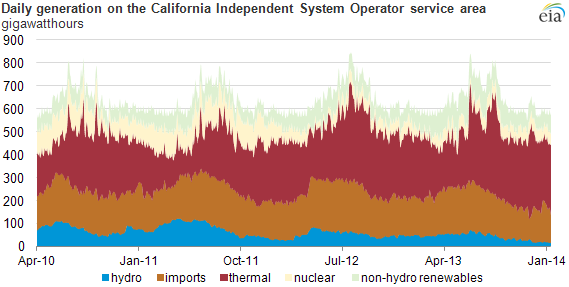 Daily generation on the California Independent System Operator service area
gigawatthours
eia
900
800
700
600
500
400
300
200
100
0
Apr-10 Jan-11 Oct-11 Jul-12 Apr-13 Jan-14
hydro imports thermal nuclear non-hydro renewables